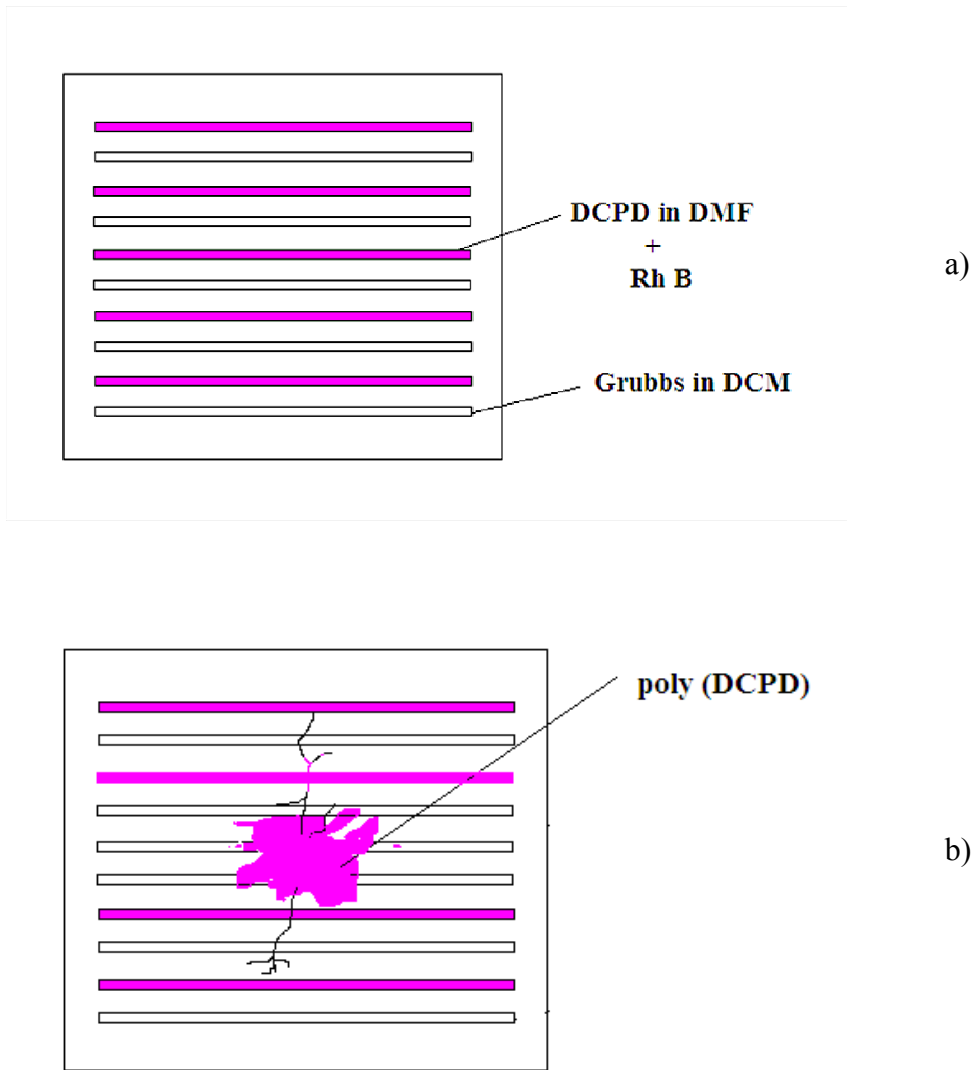 DCPD in DMF
+
Rh B
a)
Grubbs in DCM
poly (DCPD)
b)